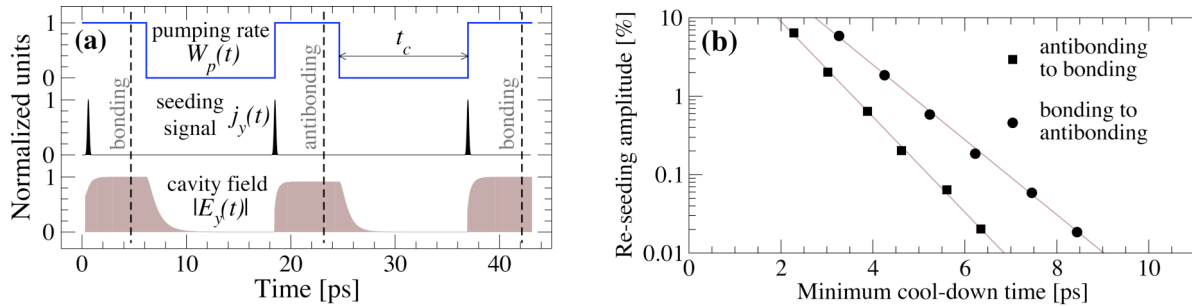 (a)
pumping rate
W_p(t)
t_c
bonding
antibonding
bonding
seeding
signal j_y(t)
cavity field
|E_y(t)|
Normalized units
1
0
1
0
1
0
0 10 20 30 40
Time [ps]
(b)
antibonding
to bonding
bonding to
antibonding
Re-seeding amplitude [%]
10
1
0.1
0.01
0 2 4 6 8 10
Minimum cool-down time [ps]